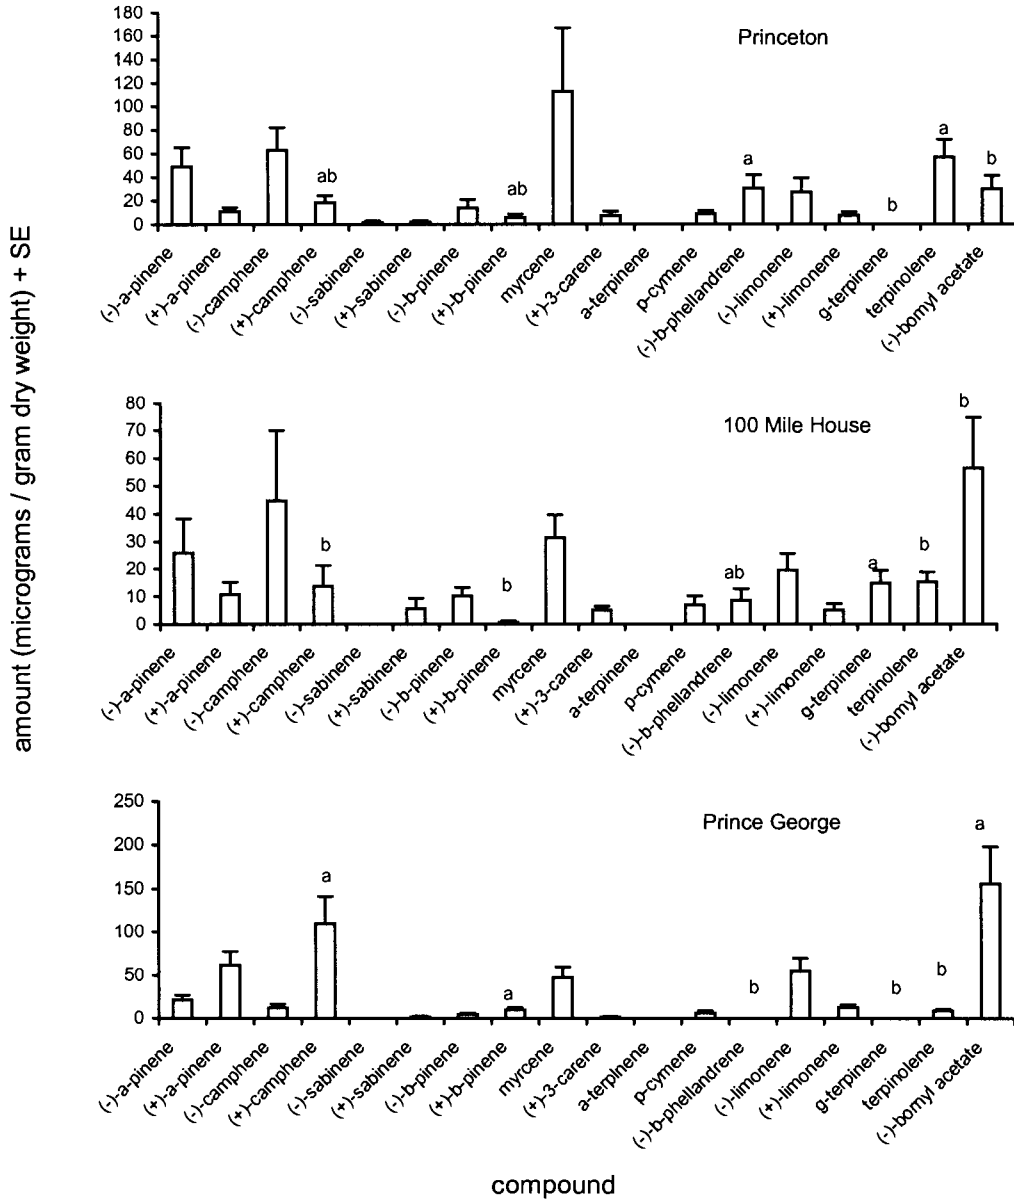 amount (micrograms / gram dry weight) + SE
Princeton
180
160
140
120
100
80
60
40
20
0
ab
ab
a
b
a
b
(-)-a-pinene
(+)-a-pinene
(-)-camphene
(+)-camphene
(-)-sabinene
(+)-sabinene
(-)-b-pinene
(+)-b-pinene
myrcene
(+)-3-carene
a-terpinene
p-cymene
(-)-b-phellandrene
(-)-limonene
(+)-limonene
g-terpinene
terpinolene
(-)-bornyl acetate
100 Mile House
80
70
60
50
40
30
20
10
0
b
b
ab
a
b
b
(-)-a-pinene
(+)-a-pinene
(-)-camphene
(+)-camphene
(-)-sabinene
(+)-sabinene
(-)-b-pinene
(+)-b-pinene
myrcene
(+)-3-carene
a-terpinene
p-cymene
(-)-b-phellandrene
(-)-limonene
(+)-limonene
g-terpinene
terpinolene
(-)-bornyl acetate
Prince George
250
200
150
100
50
0
a
a
b
b
b
a
(-)-a-pinene
(+)-a-pinene
(-)-camphene
(+)-camphene
(-)-sabinene
(+)-sabinene
(-)-b-pinene
(+)-b-pinene
myrcene
(+)-3-carene
a-terpinene
p-cymene
(-)-b-phellandrene
(-)-limonene
(+)-limonene
g-terpinene
terpinolene
(-)-bornyl acetate
compound